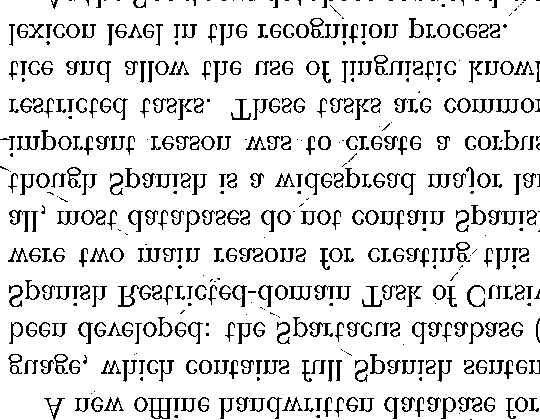 A new offline handwritten database for
guage, which contains full Spanish senten
been developed: the Spartacus database (
Spanish Restricted-domain Task of Cursiv
were two main reasons for creating this
all, most databases do not contain Spanis
though Spanish is a widespread major la
important reason was to create a corpus
restricted tasks. These tasks are common
tice and allow the use of linguistic knowl
lexicon level in the recognition process.